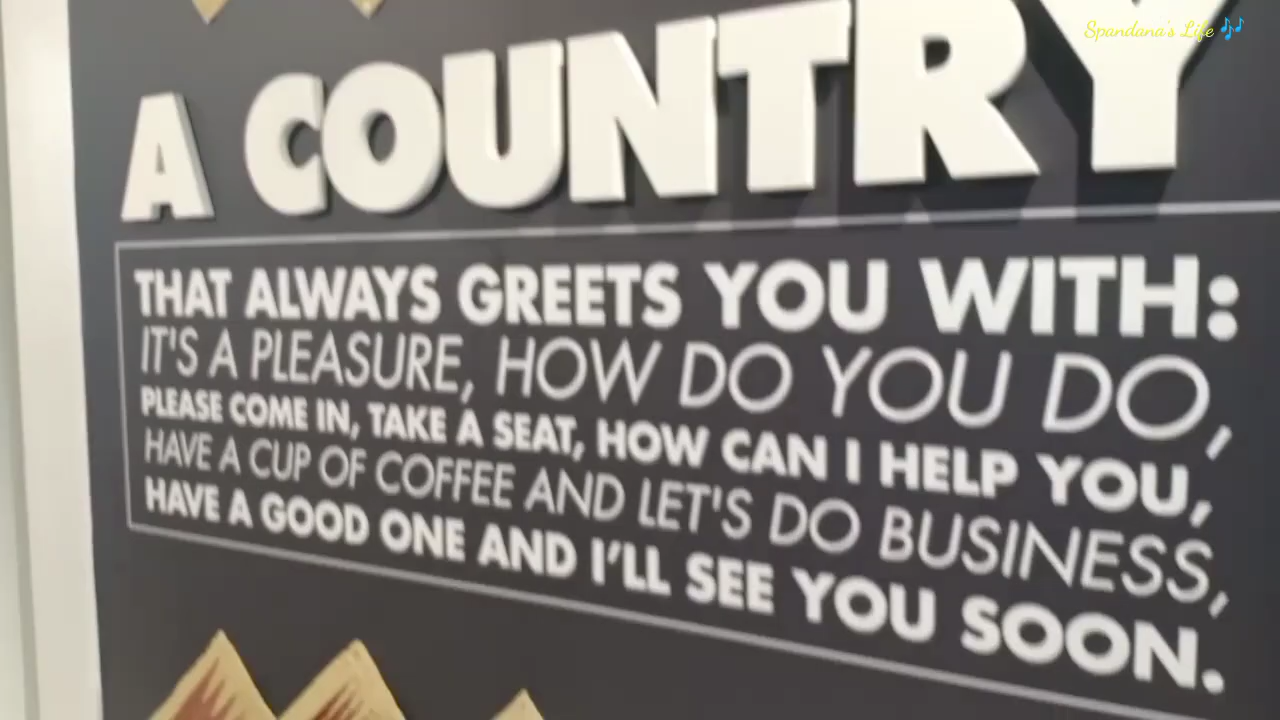 Spandana's Life 🎶
A COUNTRY
THAT ALWAYS GREETS YOU WITH:
IT'S A PLEASURE, HOW DO YOU DO,
PLEASE COME IN, TAKE A SEAT, HOW CAN I HELP YOU,
HAVE A CUP OF COFFEE AND LET'S DO BUSINESS,
HAVE A GOOD ONE AND I'LL SEE YOU SOON.